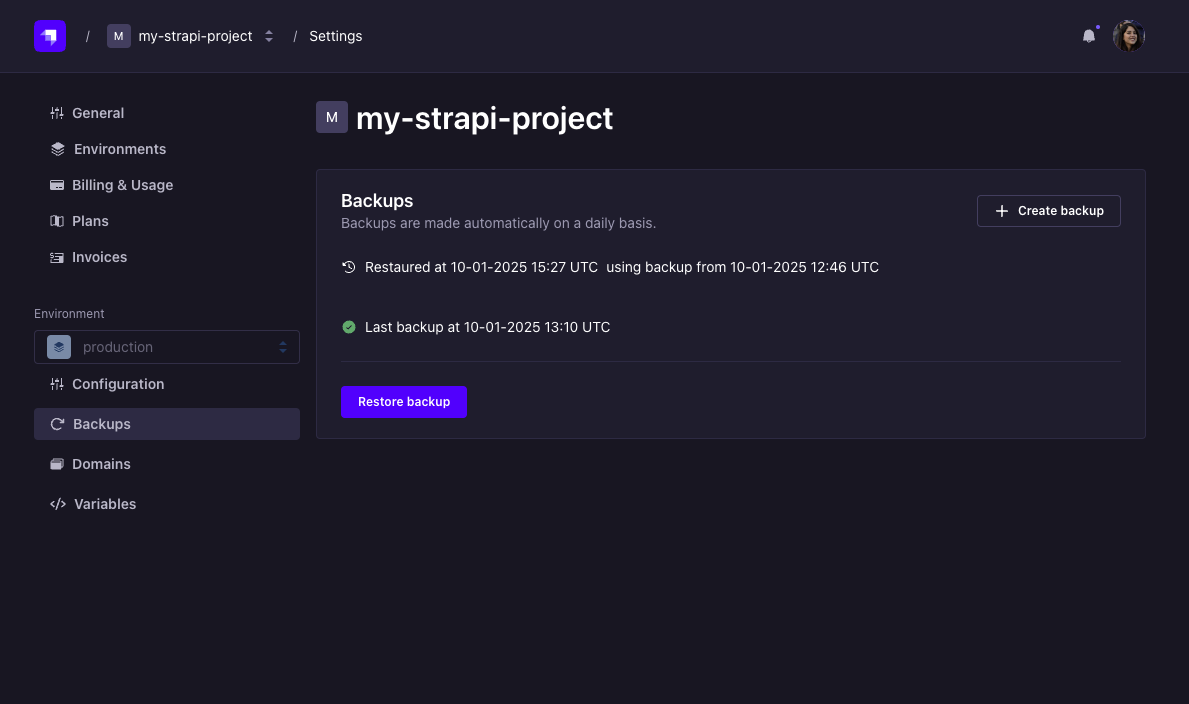 / M my-strapi-project / Settings
General
Environments
Billing & Usage
Plans
Invoices
Environment
production
Configuration
Backups
Domains
Variables
M my-strapi-project
Backups
Backups are made automatically on a daily basis.
Create backup
Restaured at 10-01-2025 15:27 UTC using backup from 10-01-2025 12:46 UTC
Last backup at 10-01-2025 13:10 UTC
Restore backup